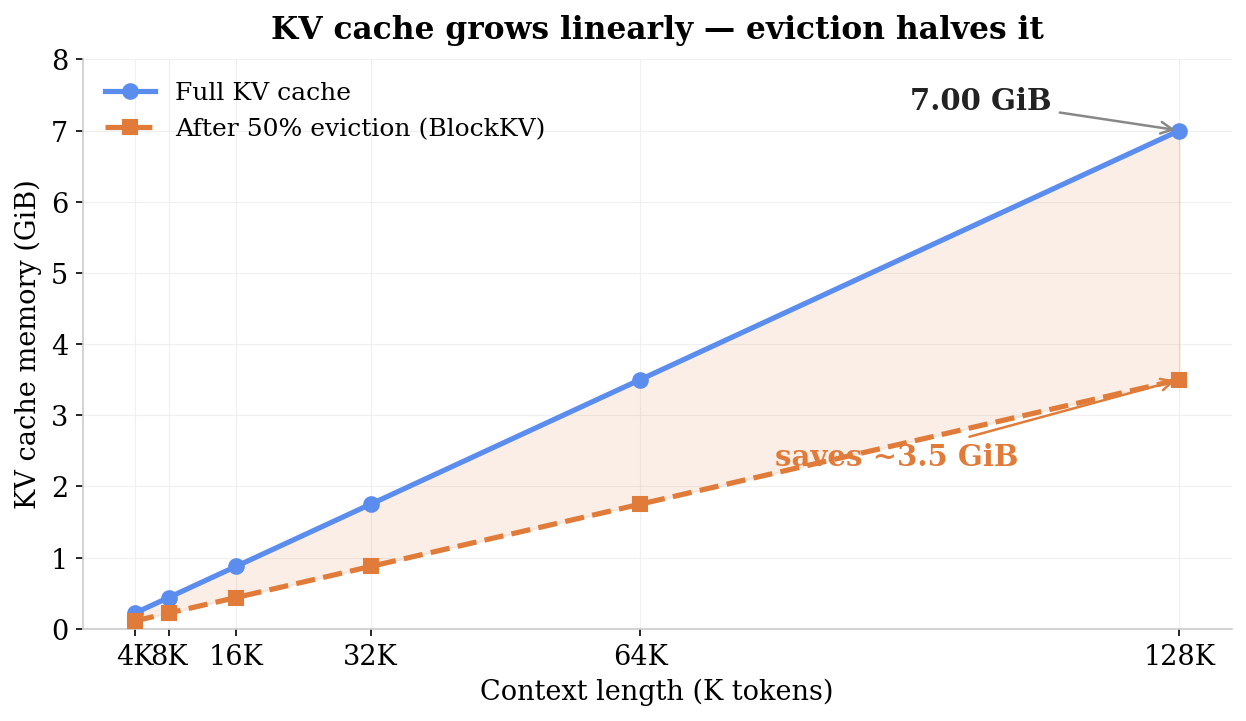 KV cache grows linearly — eviction halves it
Full KV cache
After 50% eviction (BlockKV)
7.00 GiB
saves ~3.5 GiB
KV cache memory (GiB)
8
7
6
5
4
3
2
1
0
4K 8K 16K 32K 64K 128K
Context length (K tokens)